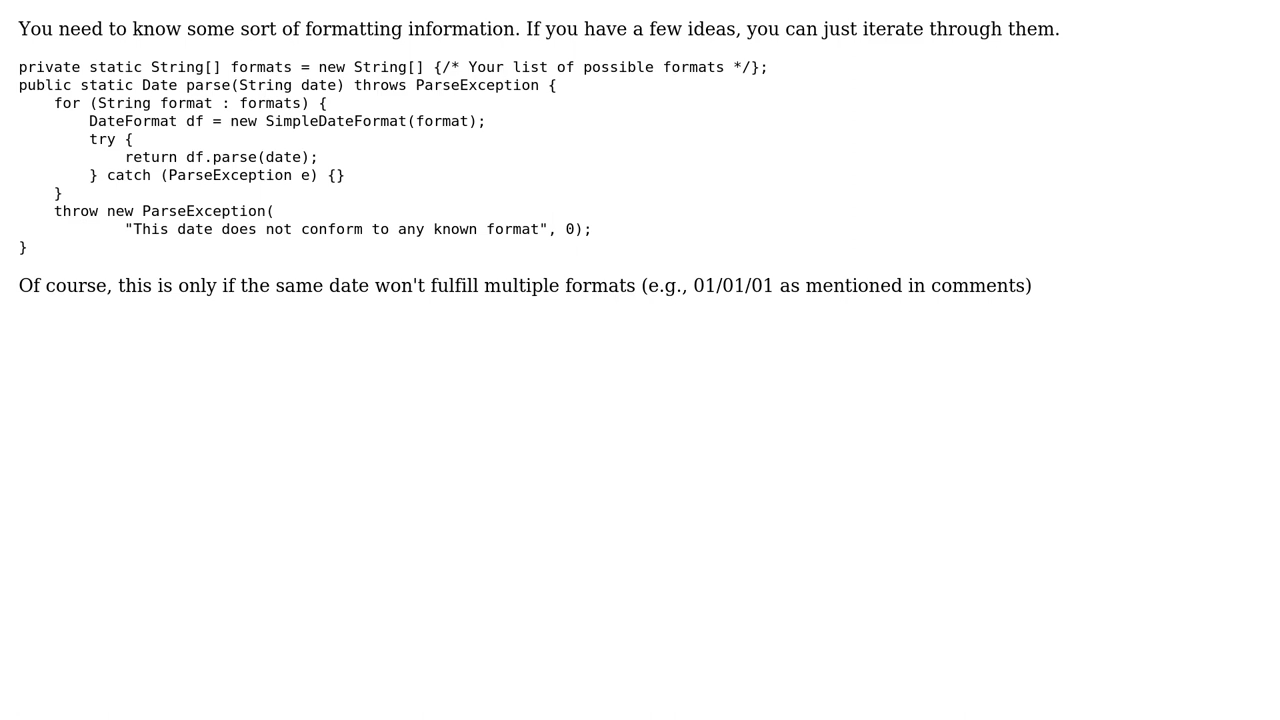 You need to know some sort of formatting information. If you have a few ideas, you can just iterate through them.
private static String[] formats = new String[] {/* Your list of possible formats */};
public static Date parse(String date) throws ParseException {
    for (String format : formats) {
        DateFormat df = new SimpleDateFormat(format);
        try {
            return df.parse(date);
        } catch (ParseException e) {}
    }
    throw new ParseException(
            "This date does not conform to any known format", 0);
}
Of course, this is only if the same date won't fulfill multiple formats (e.g., 01/01/01 as mentioned in comments)